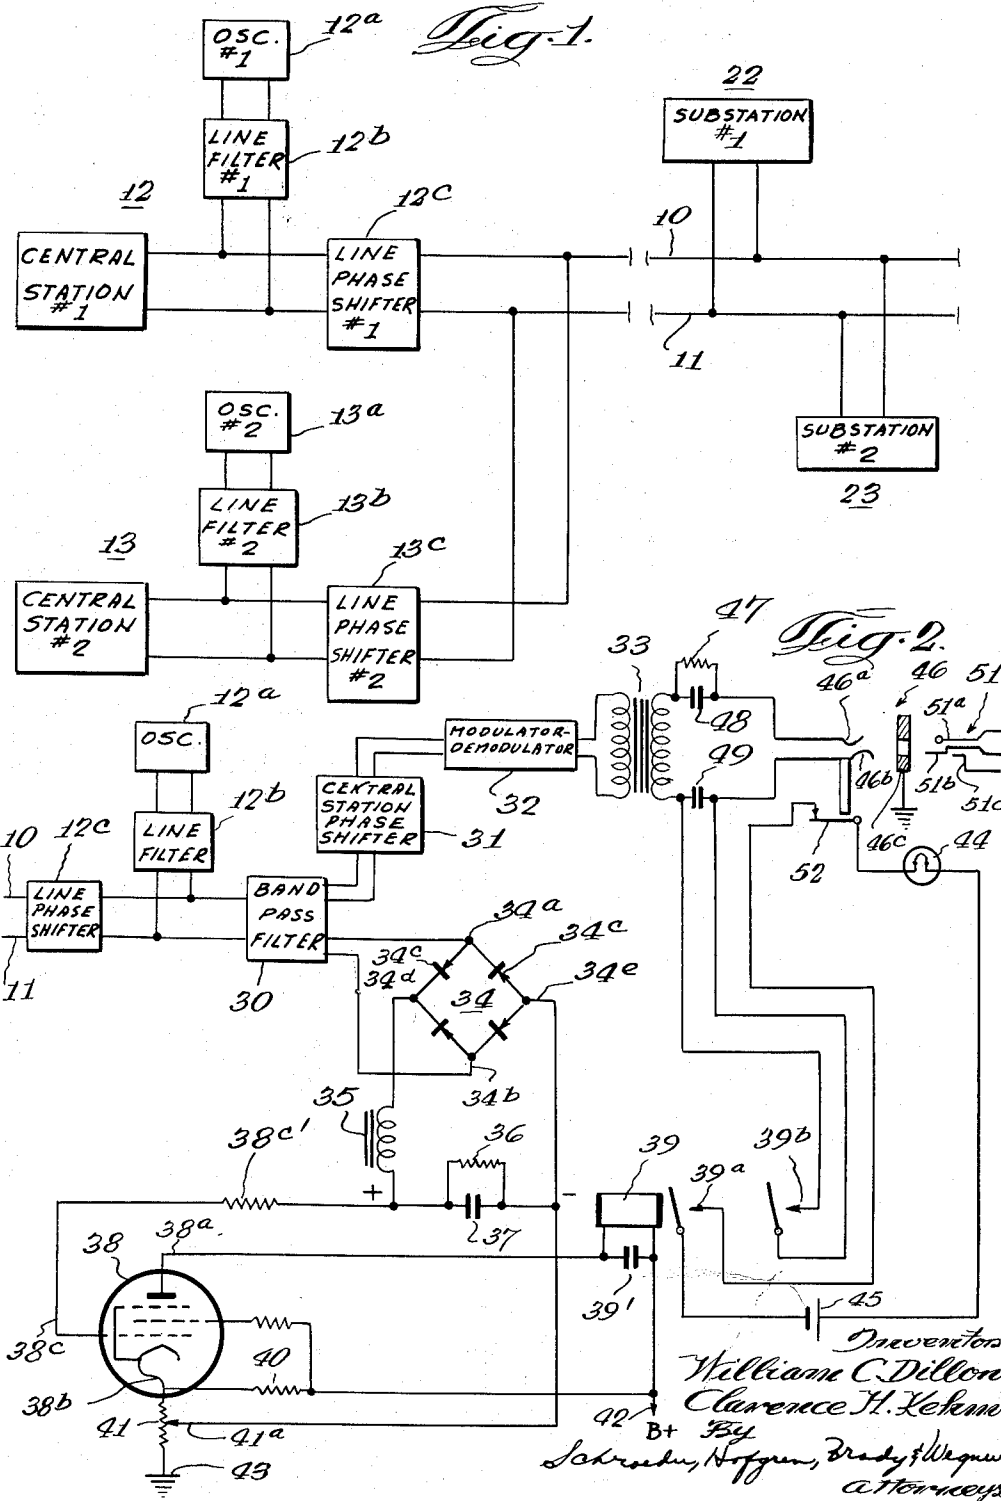 Fig. 1.
12a
OSC.
#1
12b
LINE
FILTER
#1
12
CENTRAL
STATION
#1
12c
LINE
PHASE
SHIFTER
#1
22
SUBSTATION
#1
10
11
SUBSTATION
#2
23
13a
OSC.
#2
13b
LINE
FILTER
#2
13
CENTRAL
STATION
#2
13c
LINE
PHASE
SHIFTER
#2
Fig. 2.
12a
OSC.
12b
LINE
FILTER
10
12c
LINE
PHASE
SHIFTER
11
BAND
PASS
FILTER
30
CENTRAL
STATION
PHASE
SHIFTER
31
MODULATOR-
DEMODULATOR
32
33
47
48
49
46a
46
51
51a
46b
51b
51c
46c
52
44
34a
34c
34c
34d
34
34e
34b
35
36
38c'
+
-
37
39
39a
39b
38
38a
39'
45
38c
40
38b
41
41a
42
B+
43
Inventors
William C. Dillon
Clarence H.
By
Schroeder, Hofgren, Brady &
Attorneys